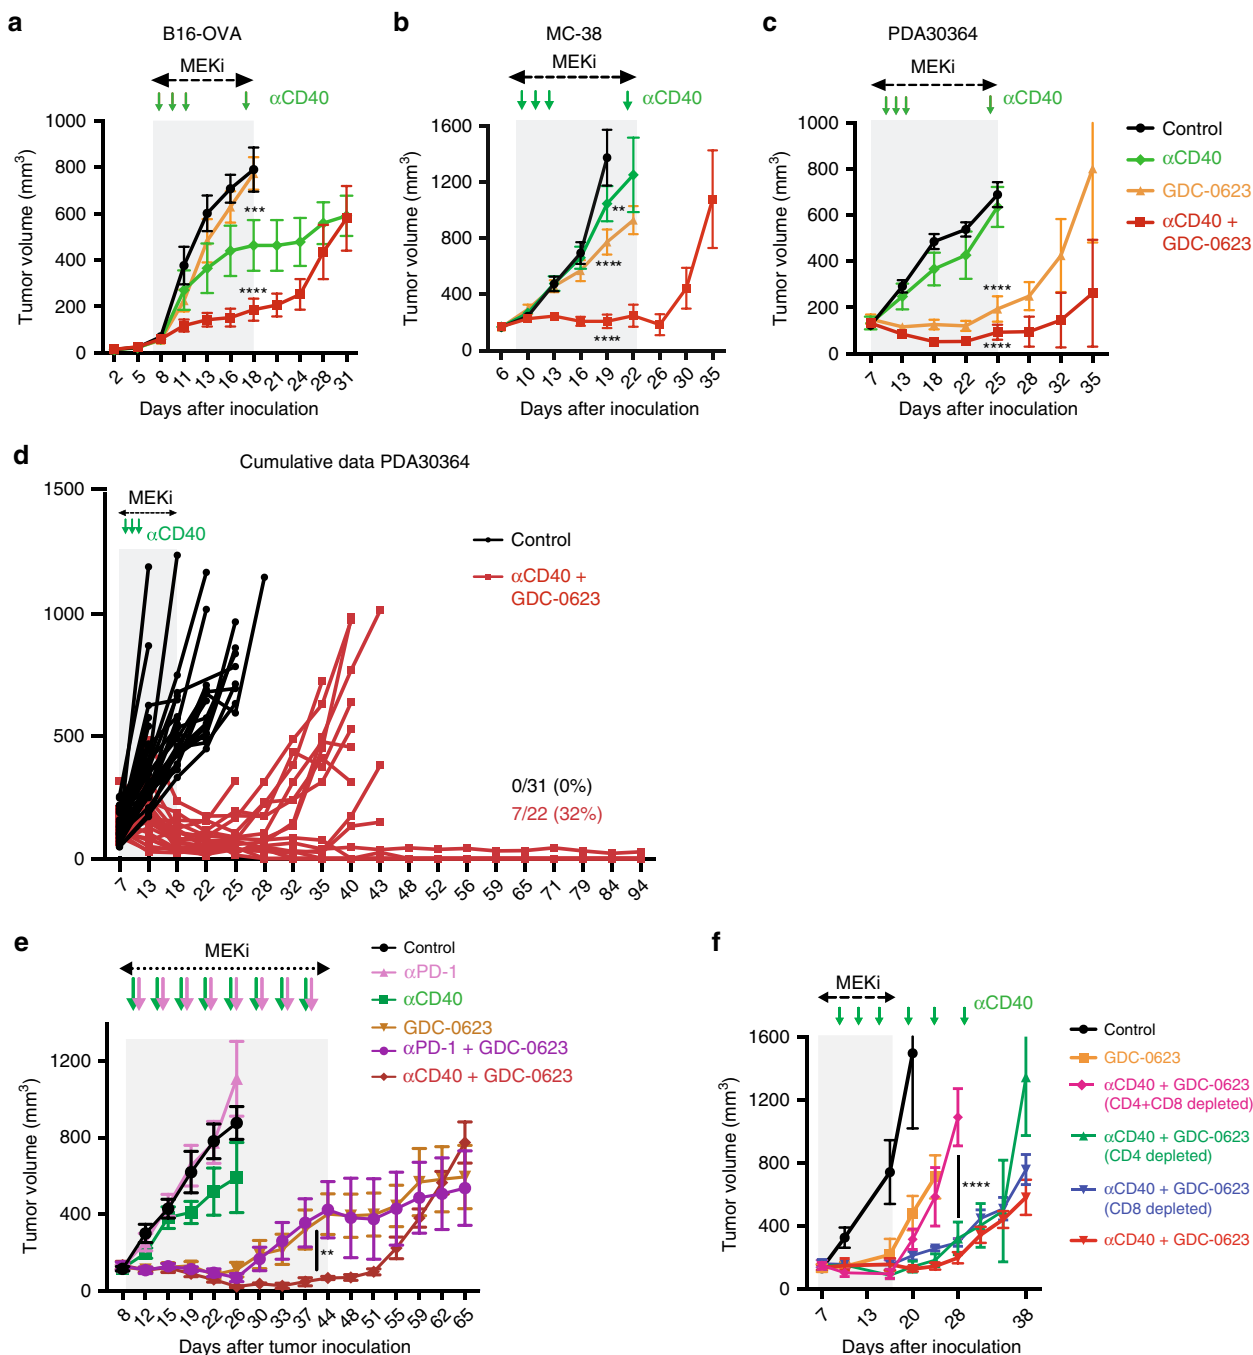 a
B16-OVA
MEKi
αCD40
Tumor volume (mm3)
1000
800
600
400
200
0
***
****
2 5 8 11 13 16 18 21 24 28 31
Days after inoculation
b
MC-38
MEKi
αCD40
Tumor volume (mm3)
1600
1200
800
400
0
**
****
****
6 10 13 16 19 22 26 30 35
Days after inoculation
c
PDA30364
MEKi
αCD40
Tumor volume (mm3)
1000
800
600
400
200
0
****
****
7 13 18 22 25 28 32 35
Days after inoculation
Control
αCD40
GDC-0623
αCD40 +
GDC-0623
d
Cumulative data PDA30364
MEKi
αCD40
1500
1000
500
0
Control
αCD40 +
GDC-0623
0/31 (0%)
7/22 (32%)
7 13 18 22 25 28 32 35 40 43 48 52 56 59 65 71 79 84 94
e
MEKi
Tumor volume (mm3)
1200
800
400
0
**
8 12 15 19 22 26 30 33 37 44 48 51 55 59 62 65
Days after tumor inoculation
Control
αPD-1
αCD40
GDC-0623
αPD-1 + GDC-0623
αCD40 + GDC-0623
f
MEKi
αCD40
Tumor volume (mm3)
1600
1200
800
400
0
****
7 13 20 28 38
Days after inoculation
Control
GDC-0623
αCD40 + GDC-0623
(CD4+CD8 depleted)
αCD40 + GDC-0623
(CD4 depleted)
αCD40 + GDC-0623
(CD8 depleted)
αCD40 + GDC-0623